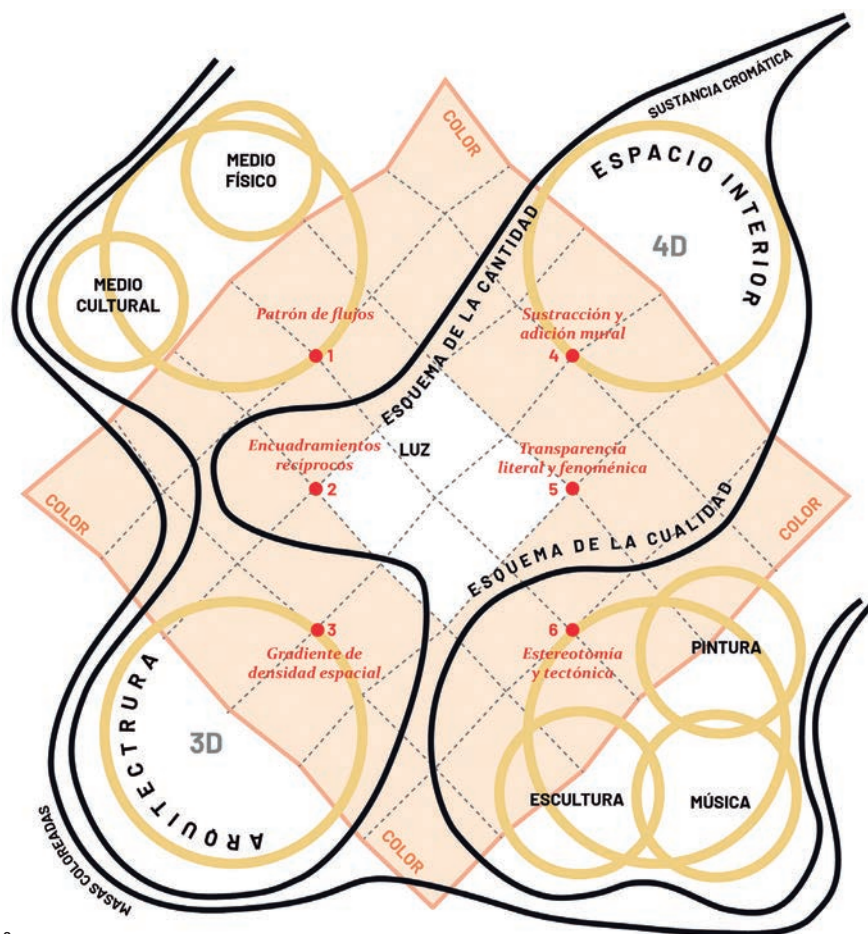 SUSTANCIA CROMÁTICA
COLOR
MEDIO
FÍSICO
ESPACIO INTERIOR
4D
MEDIO
CULTURAL
ESQUEMA DE LA CANTIDAD
Patrón de flujos
1
Sustracción y
adición mural
4
LUZ
Encuadramientos
recíprocos
2
Transparencia
literal y fenoménica
5
COLOR
COLOR
ESQUEMA DE LA CUALIDAD
3
Gradiente de
densidad espacial
6
Estereotomía
y tectónica
PINTURA
ARQUITECTRURA
3D
ESCULTURA
MÚSICA
MASAS COLOREADAS
COLOR